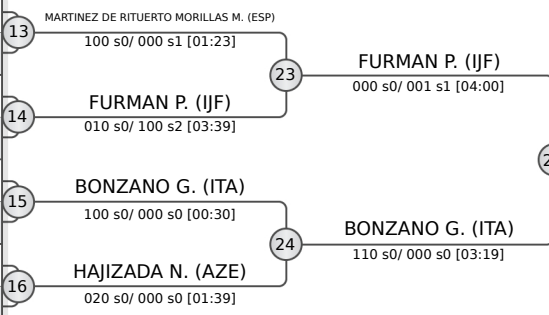 13
MARTINEZ DE RITUERTO MORILLAS M. (ESP)
100 s0/ 000 s1 [01:23]
23
FURMAN P. (IJF)
000 s0/ 001 s1 [04:00]
14
FURMAN P. (IJF)
010 s0/ 100 s2 [03:39]
15
BONZANO G. (ITA)
100 s0/ 000 s0 [00:30]
24
BONZANO G. (ITA)
110 s0/ 000 s0 [03:19]
16
HAJIZADA N. (AZE)
020 s0/ 000 s0 [01:39]